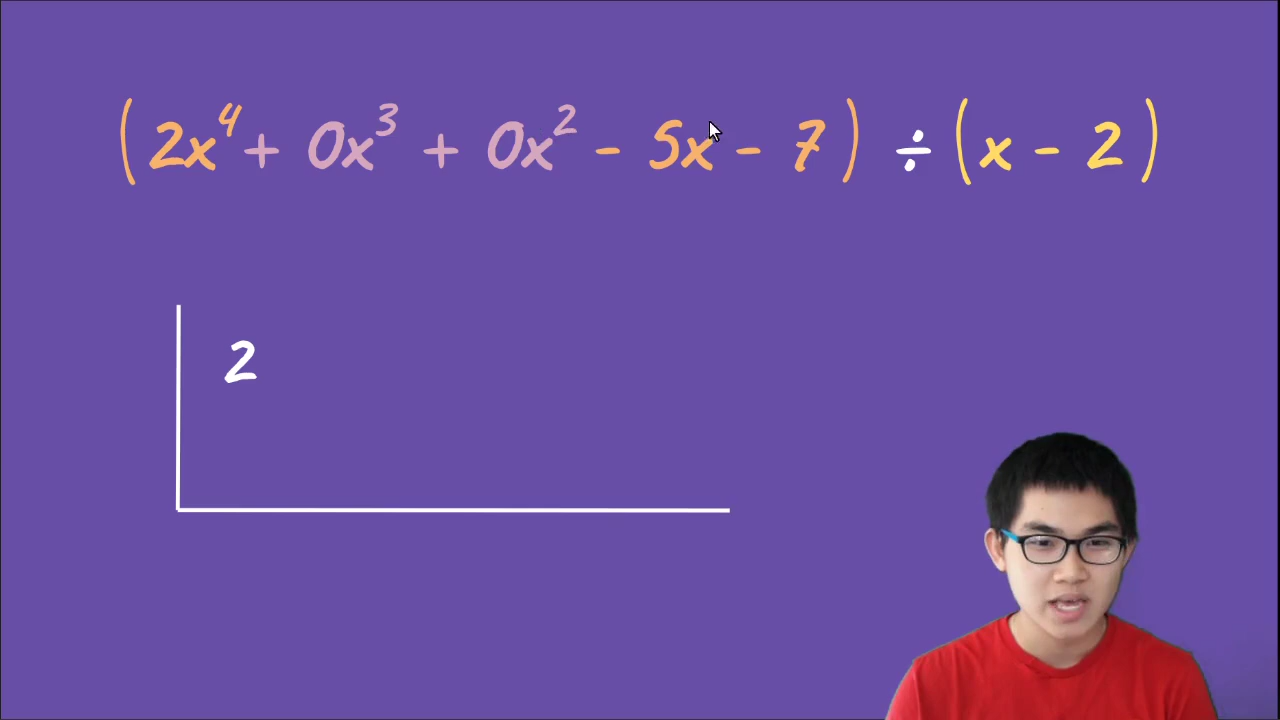 (2x⁴ + 0x³ + 0x² - 5x - 7) ÷ (x - 2)
2